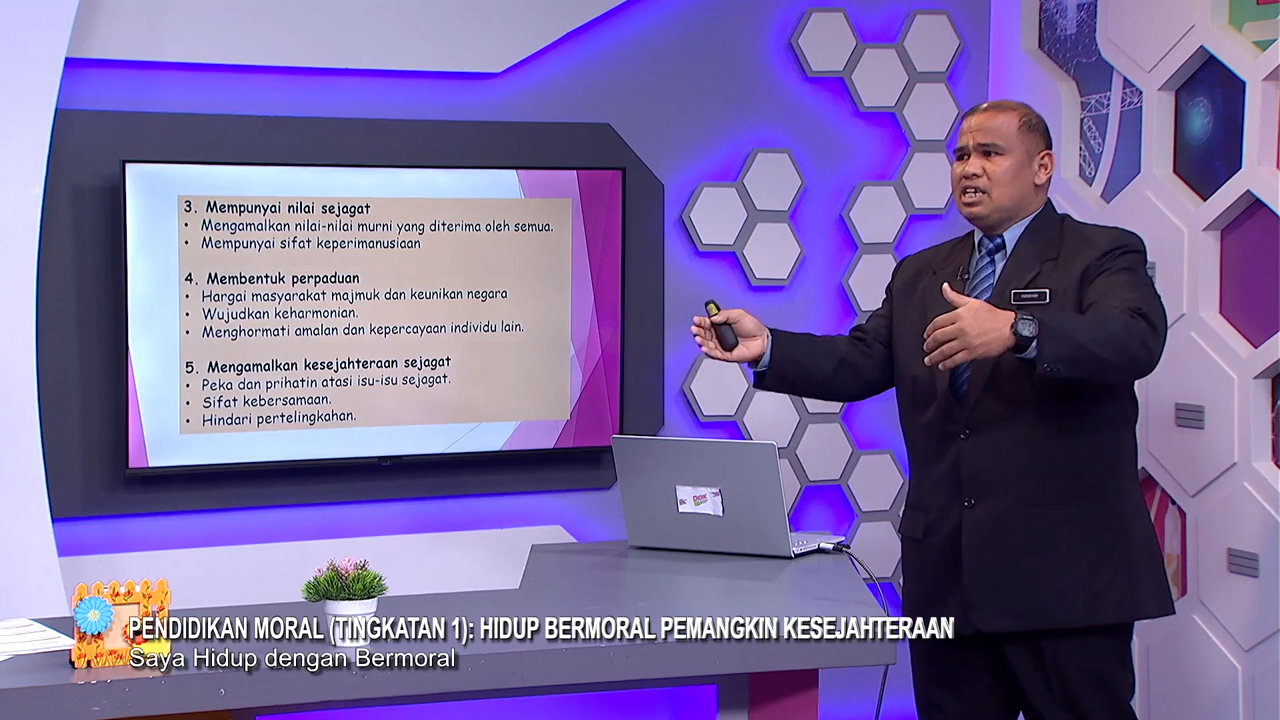 3. Mempunyai nilai sejagat
• Mengamalkan nilai-nilai murni yang diterima oleh semua.
• Mempunyai sifat keperimanusiaan
4. Membentuk perpaduan
• Hargai masyarakat majmuk dan keunikan negara
• Wujudkan keharmonian.
• Menghormati amalan dan kepercayaan individu lain.
5. Mengamalkan kesejahteraan sejagat
• Peka dan prihatin atasi isu-isu sejagat.
• Sifat kebersamaan.
• Hindari pertelingkahan.
PENDIDIKAN MORAL (TINGKATAN 1): HIDUP BERMORAL PEMANGKIN KESEJAHTERAAN
Saya Hidup dengan Bermoral